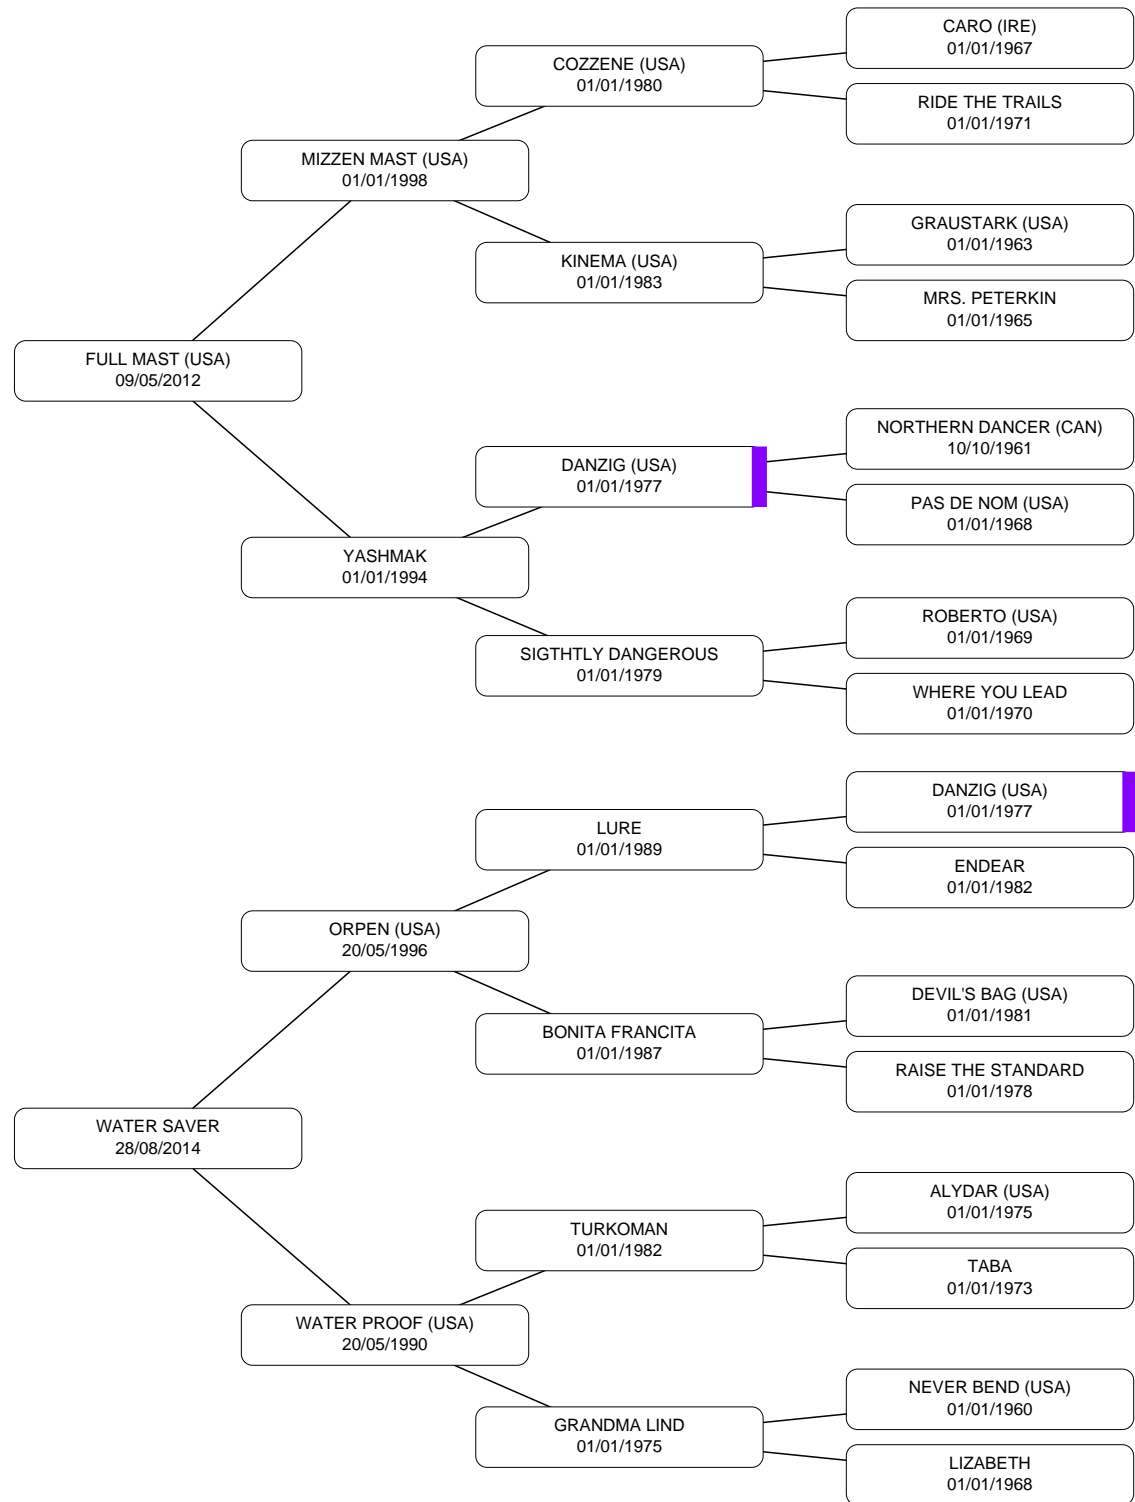 CARO (IRE)
01/01/1967
COZZENE (USA)
01/01/1980
RIDE THE TRAILS
01/01/1971
MIZZEN MAST (USA)
01/01/1998
GRAUSTARK (USA)
01/01/1963
KINEMA (USA)
01/01/1983
MRS. PETERKIN
01/01/1965
FULL MAST (USA)
09/05/2012
NORTHERN DANCER (CAN)
10/10/1961
DANZIG (USA)
01/01/1977
PAS DE NOM (USA)
01/01/1968
YASHMAK
01/01/1994
ROBERTO (USA)
01/01/1969
SIGTHTLY DANGEROUS
01/01/1979
WHERE YOU LEAD
01/01/1970
DANZIG (USA)
01/01/1977
LURE
01/01/1989
ENDEAR
01/01/1982
ORPEN (USA)
20/05/1996
DEVIL'S BAG (USA)
01/01/1981
BONITA FRANCITA
01/01/1987
RAISE THE STANDARD
01/01/1978
WATER SAVER
28/08/2014
ALYDAR (USA)
01/01/1975
TURKOMAN
01/01/1982
TABA
01/01/1973
WATER PROOF (USA)
20/05/1990
NEVER BEND (USA)
01/01/1960
GRANDMA LIND
01/01/1975
LIZABETH
01/01/1968